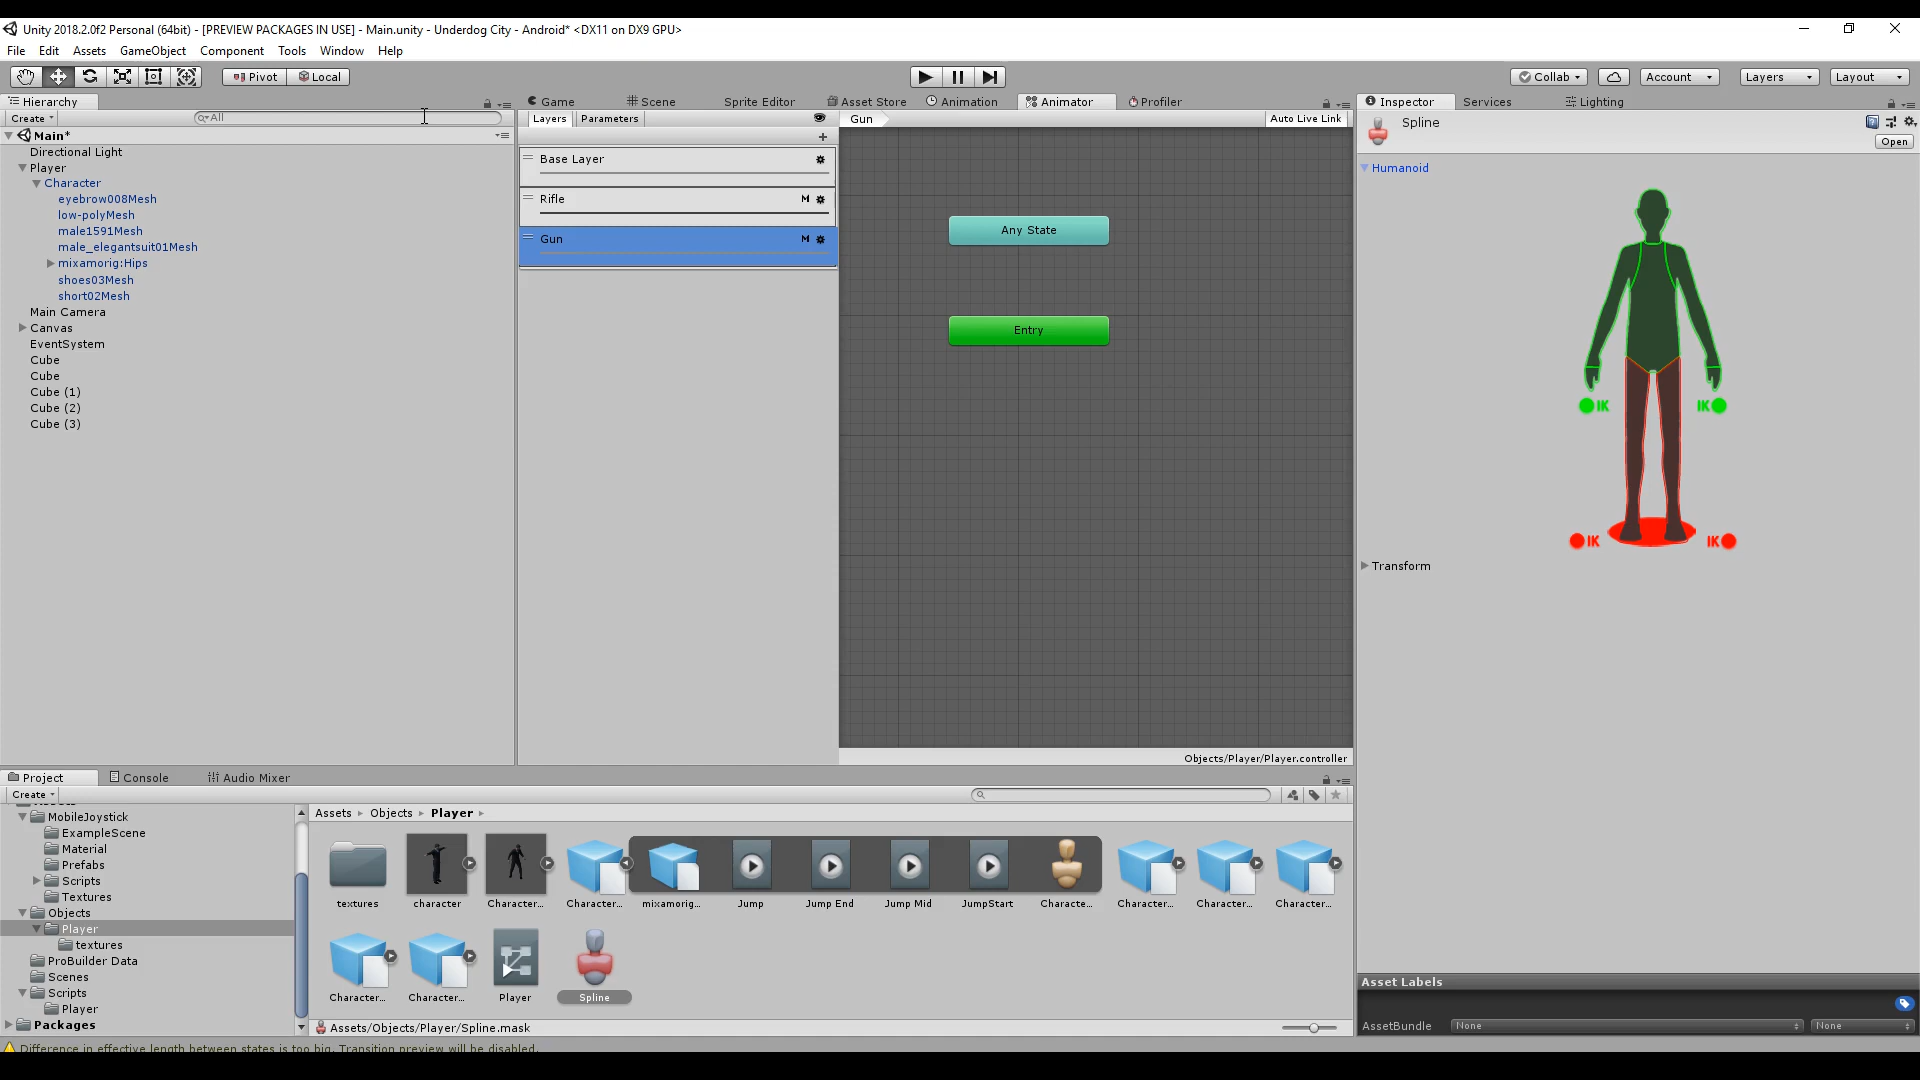 Unity 2018.2.0f2 Personal (64bit) - [PREVIEW PACKAGES IN USE] - Main.unity - Underdog City - Android* <DX11 on DX9 GPU>
File Edit Assets GameObject Component Tools Window Help
Pivot Local Collab Account Layers Layout
Hierarchy Game Scene Sprite Editor Asset Store Animation Animator Profiler Inspector Services Lighting
Create All
Main*
Directional Light
Player
Character
eyebrow008Mesh
low-polyMesh
male1591Mesh
male_elegantsuit01Mesh
mixamorig:Hips
shoes03Mesh
short02Mesh
Main Camera
Canvas
EventSystem
Cube
Cube
Cube (1)
Cube (2)
Cube (3)
Layers Parameters
Base Layer
Rifle M
Gun M
Gun Auto Live Link
Any State
Entry
Objects/Player/Player.controller
Spline
Open
Humanoid
IK IK
IK IK
Transform
Asset Labels
AssetBundle None None
Project Console Audio Mixer
Create
MobileJoystick
ExampleScene
Material
Prefabs
Scripts
Textures
Objects
Player
textures
ProBuilder Data
Scenes
Scripts
Player
Packages
Assets Objects Player
textures character Character... Character... mixamorig... Jump Jump End Jump Mid JumpStart Characte... Character... Character... Character...
Character... Character... Player Spline
Assets/Objects/Player/Spline.mask
Difference in effective length between states is too big. Transition preview will be disabled.